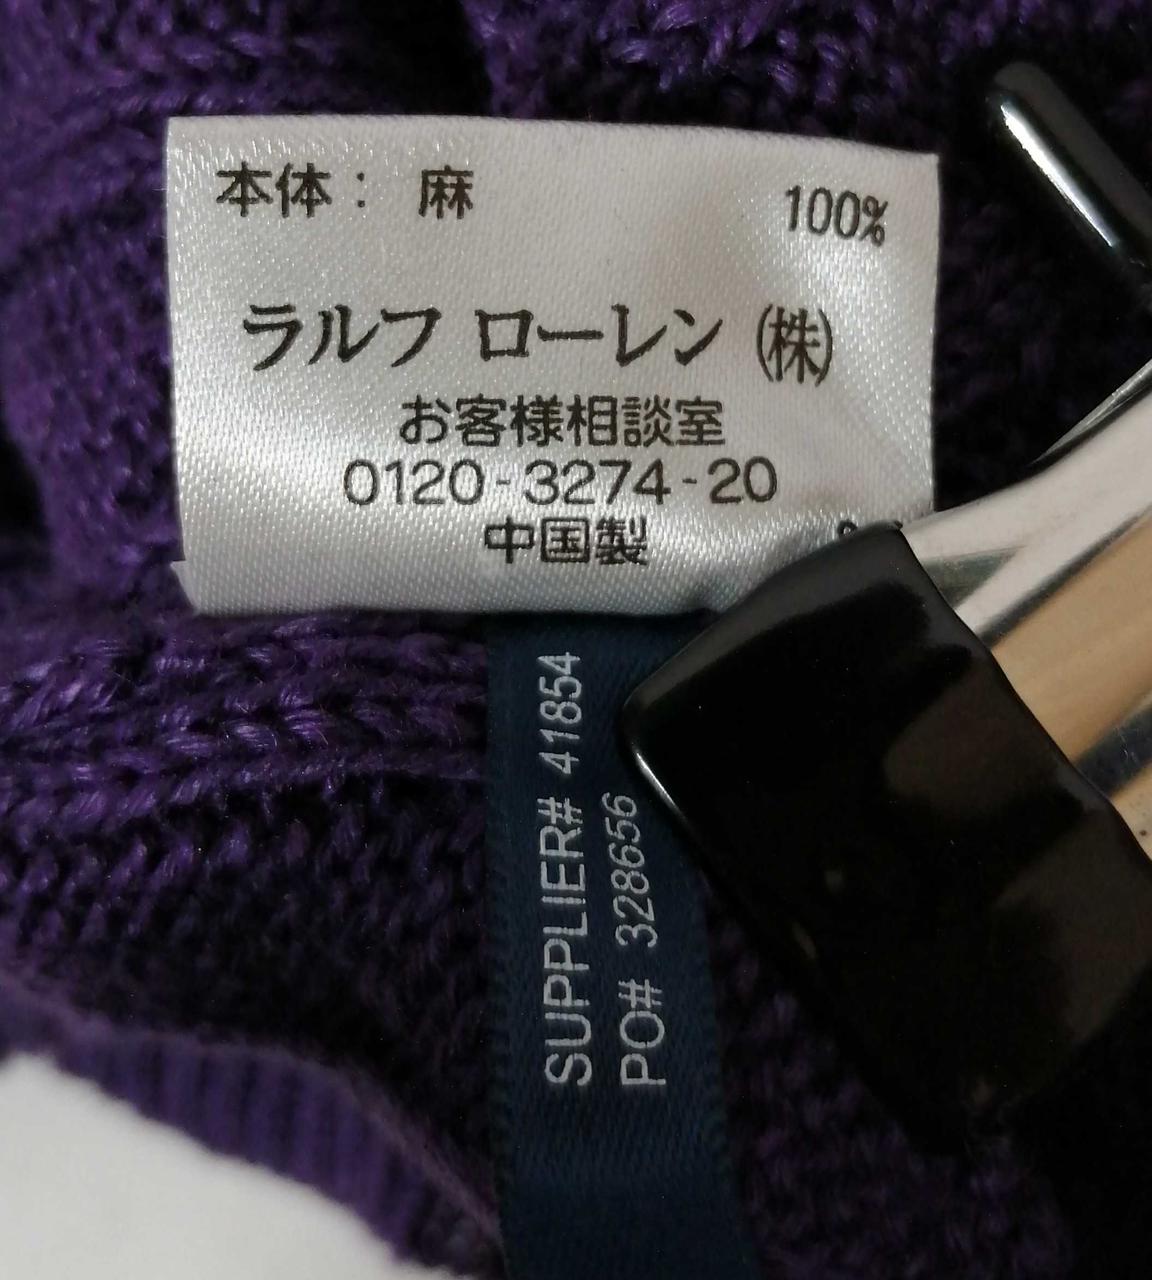 本体： 麻 100%
ラルフ ローレン (株)
お客様相談室
0120-3274-20
中国製
SUPPLIER# 41854
PO# 328656